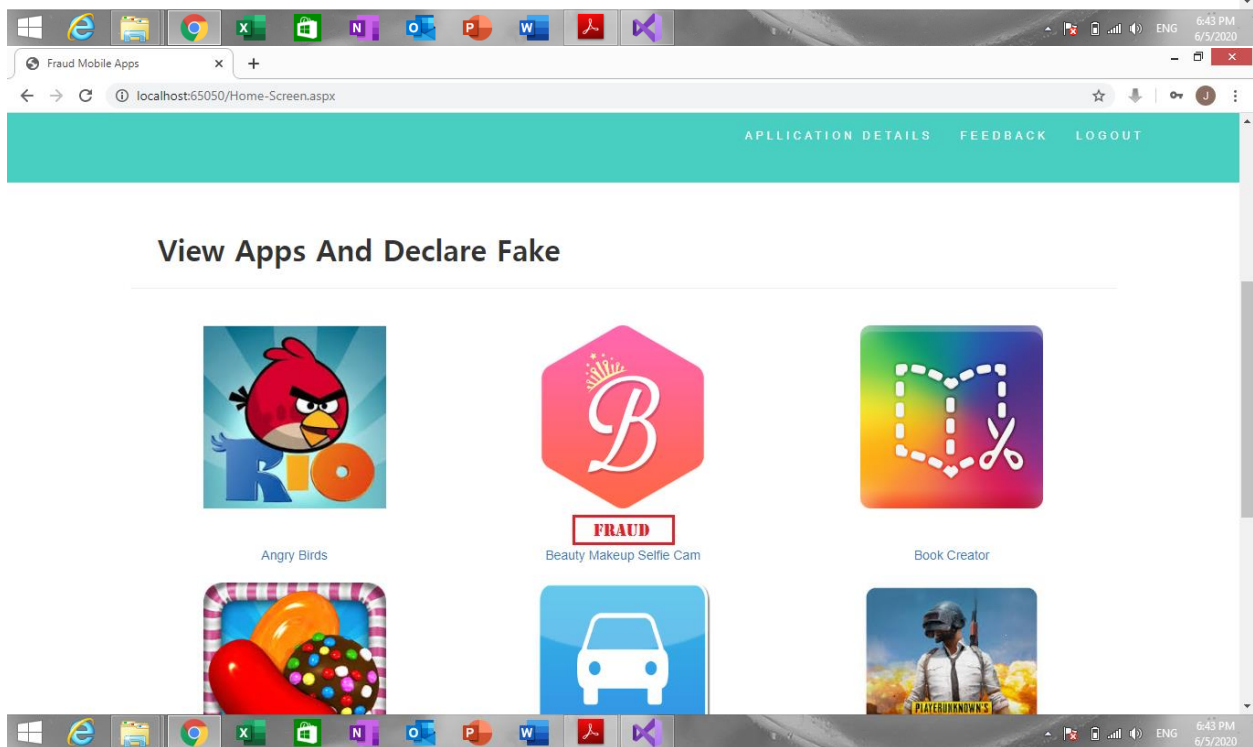 ENG
6:43 PM
6/5/2020
Fraud Mobile Apps
localhost:65050/Home-Screen.aspx
J
APLLICATION DETAILS FEEDBACK LOGOUT
View Apps And Declare Fake
RIO
B
FRAUD
Angry Birds
Beauty Makeup Selfie Cam
Book Creator
PLAYERUNKNOWN'S
ENG
6:43 PM
6/5/2020